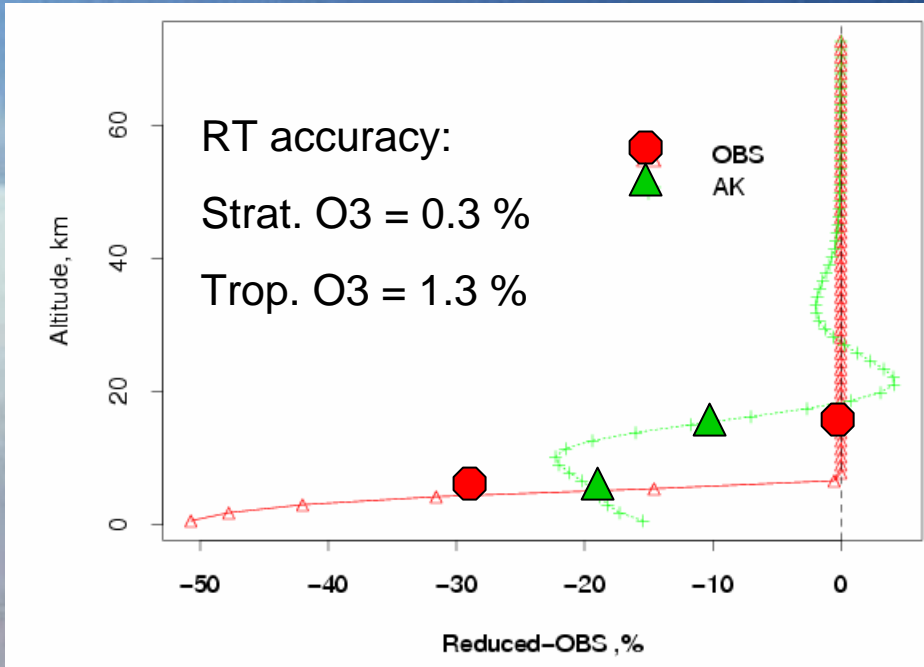 RT accuracy:
Strat. O3 = 0.3 %
Trop. O3 = 1.3 %
OBS
AK
Altitude, km
60
40
20
0
−50
−40
−30
−20
−10
0
Reduced−OBS ,%